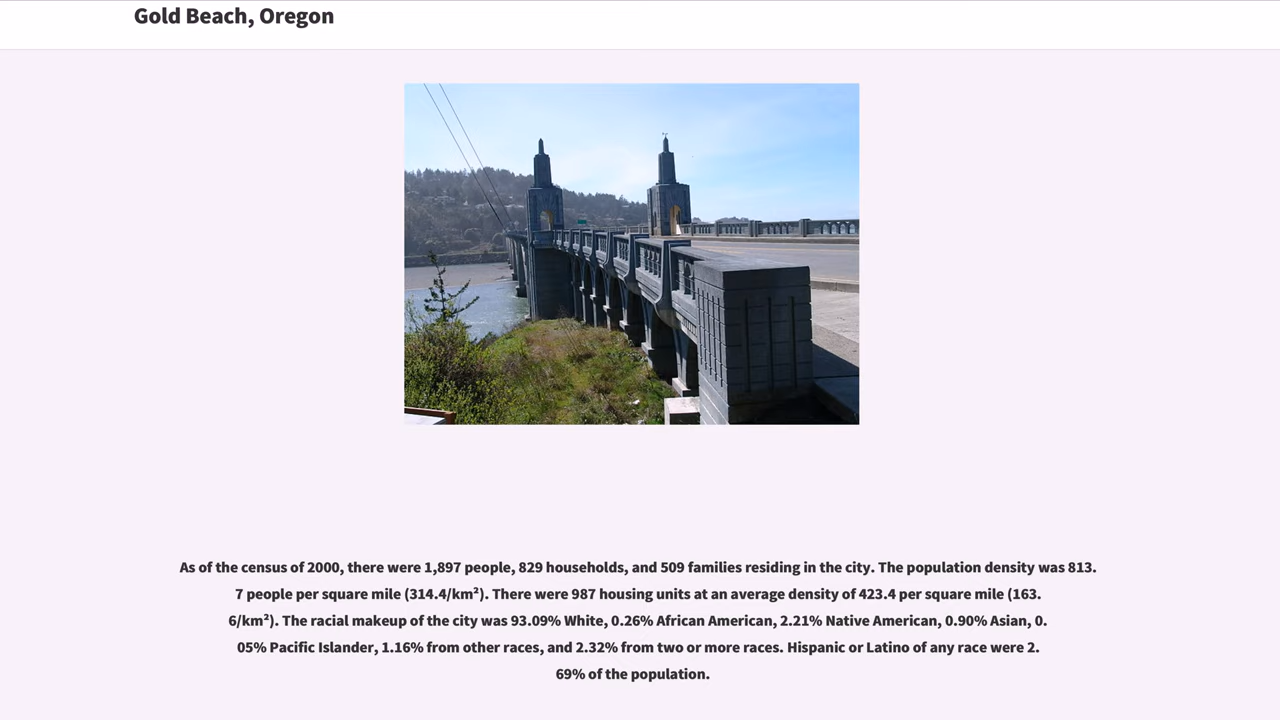 Gold Beach, Oregon
As of the census of 2000, there were 1,897 people, 829 households, and 509 families residing in the city. The population density was 813.
7 people per square mile (314.4/km²). There were 987 housing units at an average density of 423.4 per square mile (163.
6/km²). The racial makeup of the city was 93.09% White, 0.26% African American, 2.21% Native American, 0.90% Asian, 0.
05% Pacific Islander, 1.16% from other races, and 2.32% from two or more races. Hispanic or Latino of any race were 2.
69% of the population.